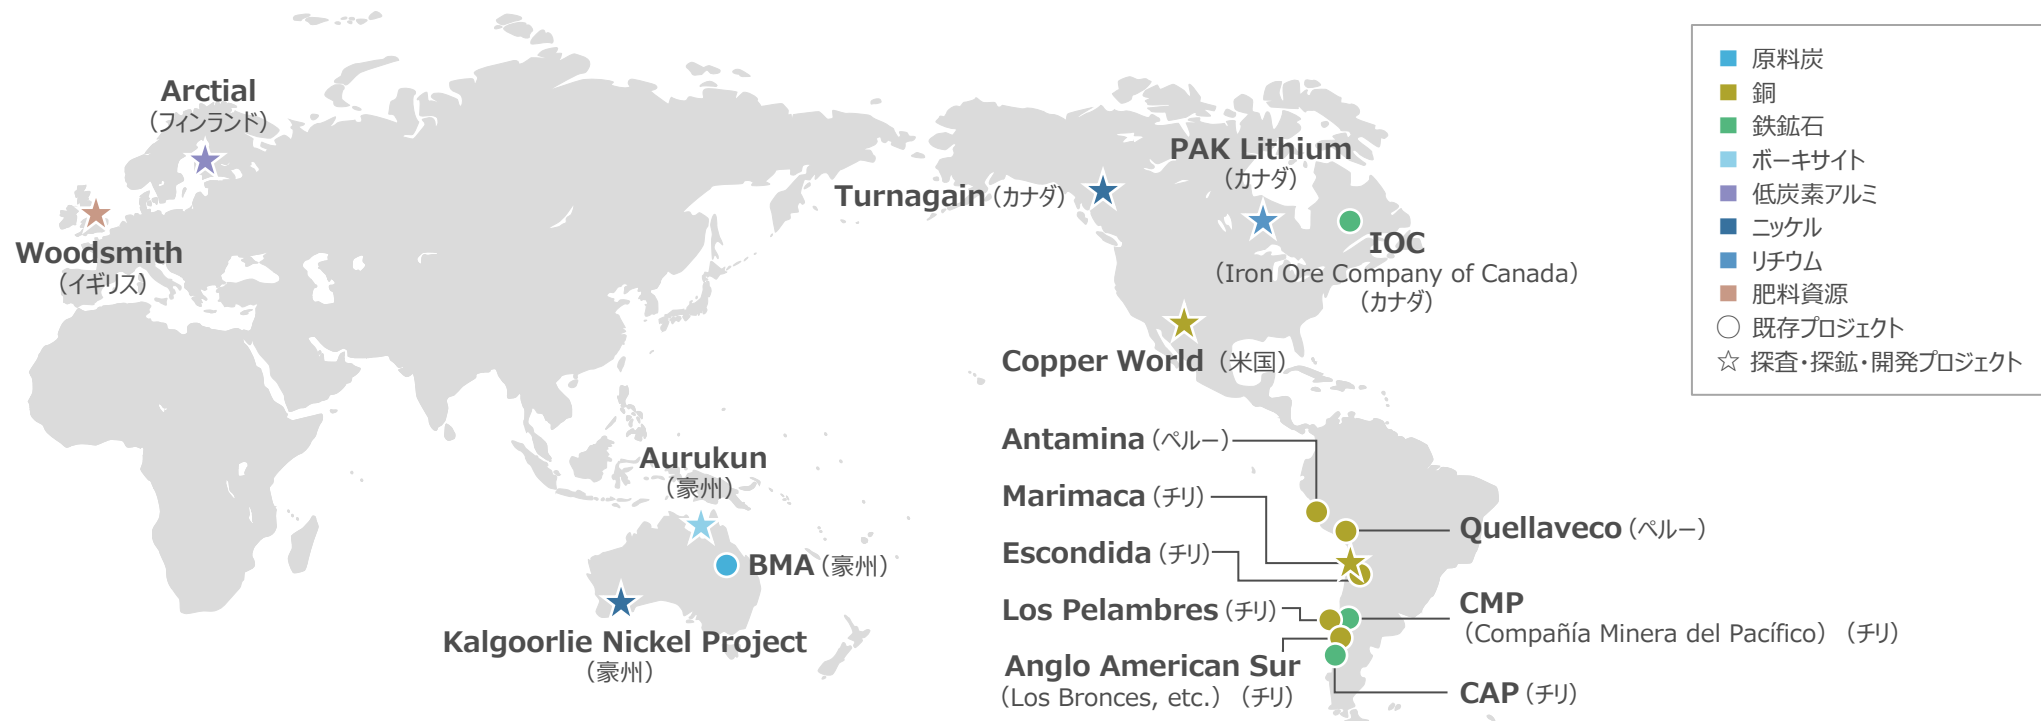 Arctial
（フィンランド）
Woodsmith
（イギリス）
Turnagain（カナダ）
PAK Lithium
（カナダ）
IOC
（Iron Ore Company of Canada）
（カナダ）
Copper World（米国）
Aurukun
（豪州）
BMA（豪州）
Kalgoorlie Nickel Project
（豪州）
Antamina（ペルー）
Marimaca（チリ）
Escondida（チリ）
Los Pelambres（チリ）
Anglo American Sur
（Los Bronces, etc.）（チリ）
Quellaveco（ペルー）
CMP
（Compañía Minera del Pacífico）（チリ）
CAP（チリ）
原料炭
銅
鉄鉱石
ボーキサイト
低炭素アルミ
ニッケル
リチウム
肥料資源
○ 既存プロジェクト
☆ 探査・探鉱・開発プロジェクト